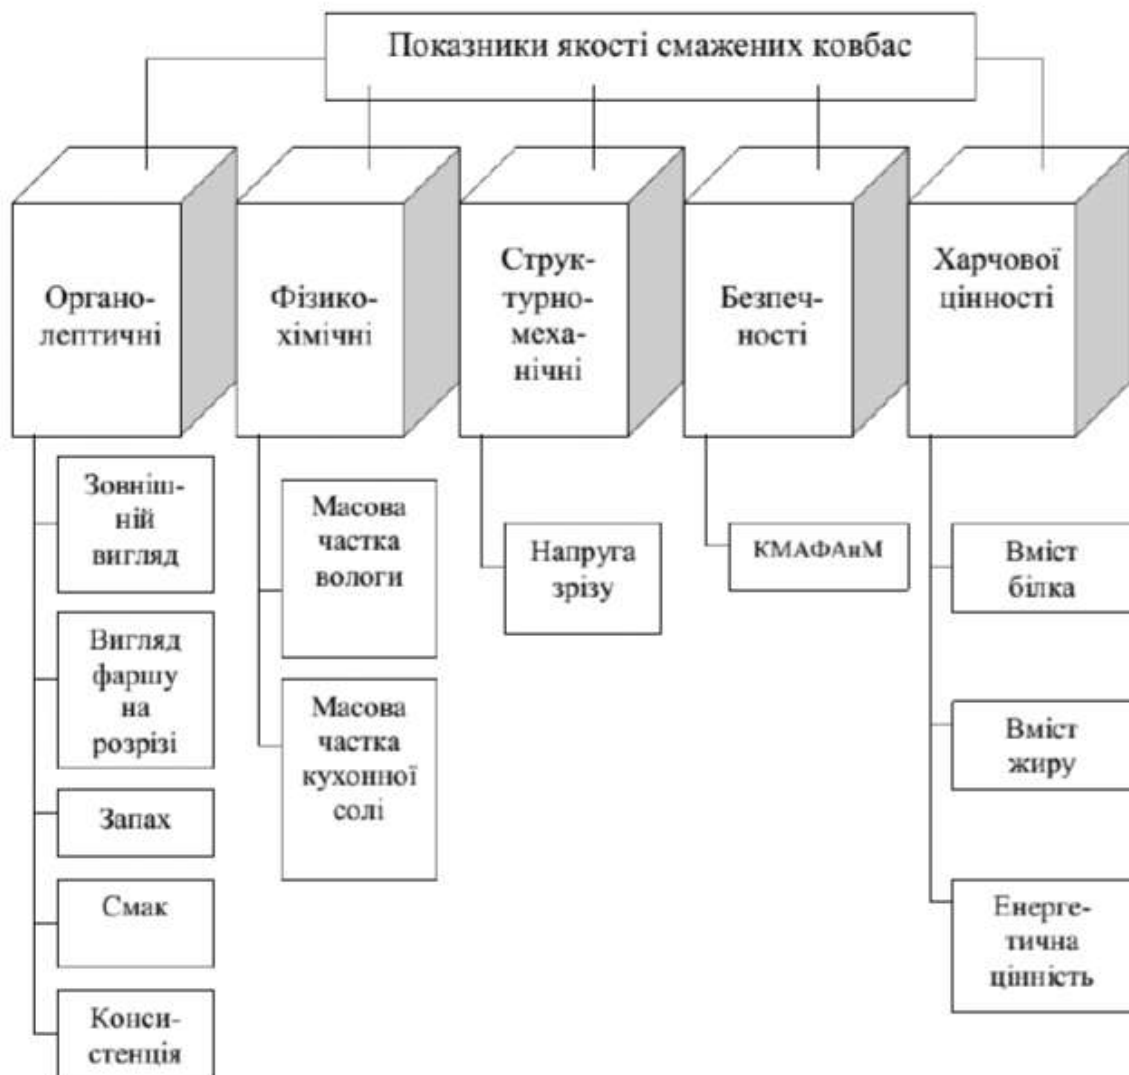 Показники якості смажених ковбас
Органо-
лептичні
Фізико-
хімічні
Струк-
турно-
меха-
нічні
Безпеч-
ності
Харчової
цінності
Зовніш-
ній
вигляд
Вигляд
фаршу
на
розрізі
Запах
Смак
Конси-
стенція
Масова
частка
вологи
Масова
частка
кухонної
солі
Напруга
зрізу
КМАФАнМ
Вміст
білка
Вміст
жиру
Енерге-
тична
цінність